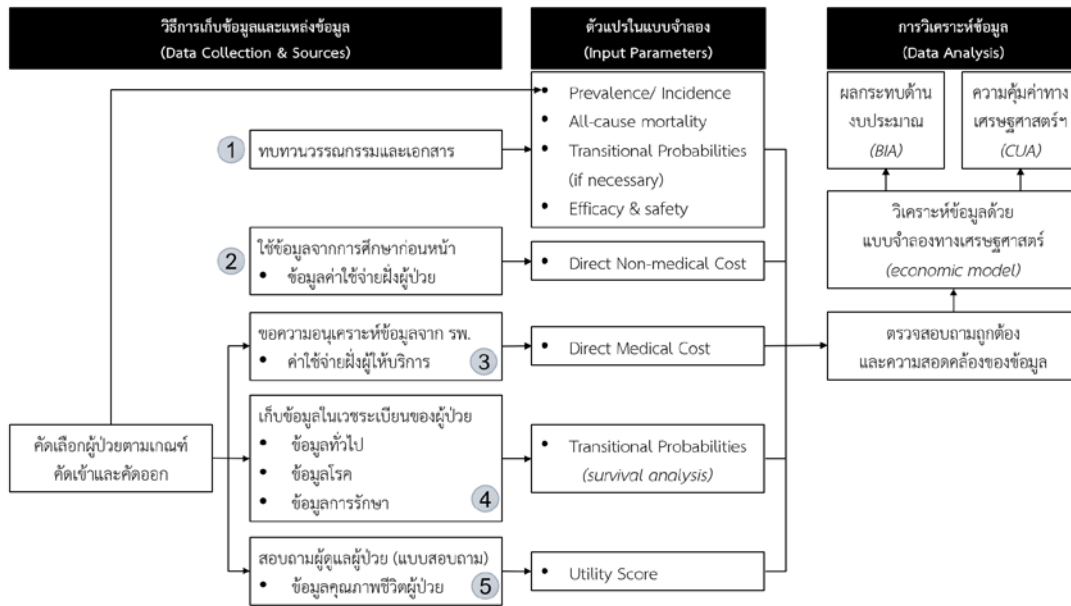 วิธีการเก็บข้อมูลและแหล่งข้อมูล
(Data Collection & Sources)
ตัวแปรในแบบจำลอง
(Input Parameters)
การวิเคราะห์ข้อมูล
(Data Analysis)
1
ทบทวนวรรณกรรมและเอกสาร
2
ใช้ข้อมูลจากการศึกษาก่อนหน้า
• ข้อมูลค่าใช้จ่ายฝั่งผู้ป่วย
ขอความอนุเคราะห์ข้อมูลจาก รพ.
• ค่าใช้จ่ายฝั่งผู้ให้บริการ
3
คัดเลือกผู้ป่วยตามเกณฑ์
คัดเข้าและคัดออก
เก็บข้อมูลในเวชระเบียนของผู้ป่วย
• ข้อมูลทั่วไป
• ข้อมูลโรค
• ข้อมูลการรักษา
4
สอบถามผู้ดูแลผู้ป่วย (แบบสอบถาม)
• ข้อมูลคุณภาพชีวิตผู้ป่วย
5
• Prevalence/ Incidence
• All-cause mortality
• Transitional Probabilities
(if necessary)
• Efficacy & safety
• Direct Non-medical Cost
• Direct Medical Cost
• Transitional Probabilities
(survival analysis)
• Utility Score
ผลกระทบด้าน
งบประมาณ
(BIA)
ความคุ้มค่าทาง
เศรษฐศาสตร์ฯ
(CUA)
วิเคราะห์ข้อมูลด้วย
แบบจำลองทางเศรษฐศาสตร์
(economic model)
ตรวจสอบถามถูกต้อง
และความสอดคล้องของข้อมูล